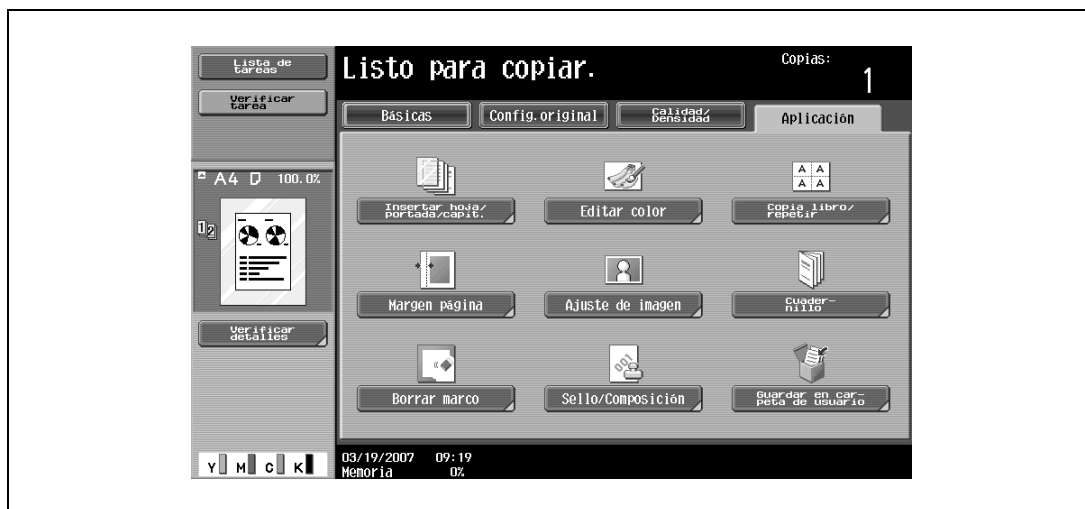 Lista de
tareas
Verificar
tarea
Listo para copiar.
Copias:
1
Básicas
Config.original
Calidad/
Densidad
Aplicación
A4 100.0%
12
Insertar hoja/
portada/capít.
Editar color
A A
A A
Copia libro/
repetir
Margen página
Ajuste de imagen
Cuader-
nillo
Verificar
detalles
Borrar marco
001
Sello/Composición
Guardar en car-
peta de usuario
Y M C K
03/19/2007 09:19
Memoria 0%